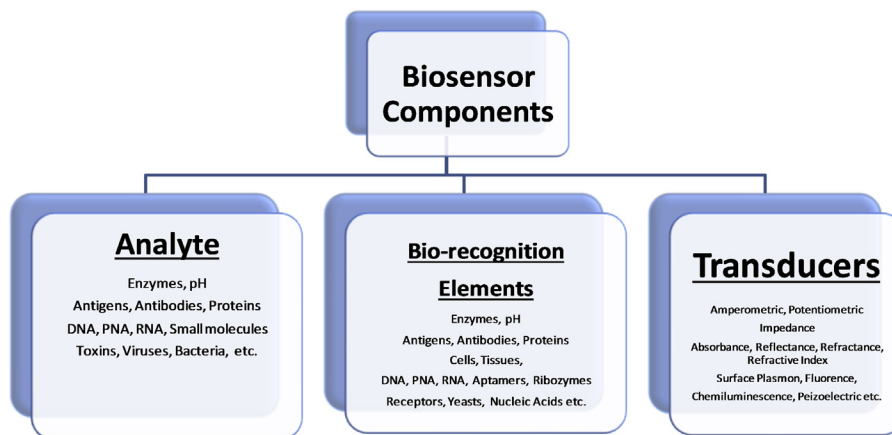 Biosensor
Components
Analyte
Enzymes, pH
Antigens, Antibodies, Proteins
DNA, PNA, RNA, Small molecules
Toxins, Viruses, Bacteria, etc.
Bio-recognition
Elements
Enzymes, pH
Antigens, Antibodies, Proteins
Cells, Tissues,
DNA, PNA, RNA, Aptamers, Ribozymes
Receptors, Yeasts, Nucleic Acids etc.
Transducers
Amperometric, Potentiometric
Impedance
Absorbance, Reflectance, Refractance,
Refractive Index
Surface Plasmon, Fluorence,
Chemiluminescence, Peizoelectric etc.